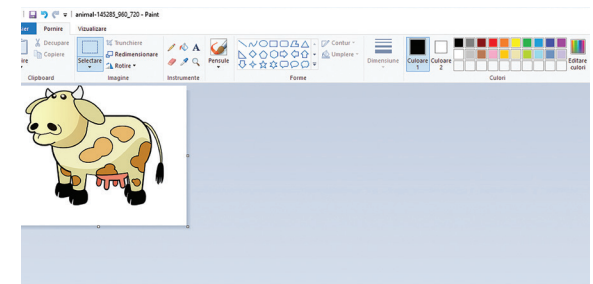 animal-145285_960_720 - Paint
Pornire
Vizualizare
Decupare
Copiere
Clipboard
Selectare
Trunchiere
Redimensionare
Rotire
Imagine
A
Instrumente
Pensule
Contur
Umplere
Forme
Dimensiune
Culoare 1
Culoare 2
Editare culori
Culori